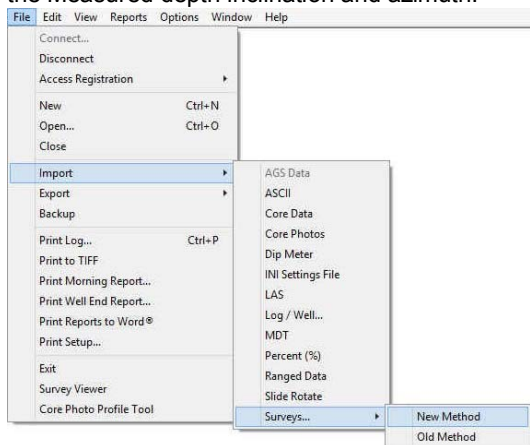 the Measured depth inclination and azimuth.
File Edit View Reports Options Window Help
Connect...
Disconnect
Access Registration
New Ctrl+N
Open... Ctrl+O
Close
Import
Export
Backup
Print Log... Ctrl+P
Print to TIFF
Print Morning Report...
Print Well End Report...
Print Reports to Word®
Print Setup...
Exit
Survey Viewer
Core Photo Profile Tool
AGS Data
ASCII
Core Data
Core Photos
Dip Meter
INI Settings File
LAS
Log / Well...
MDT
Percent (%)
Ranged Data
Slide Rotate
Surveys...
New Method
Old Method